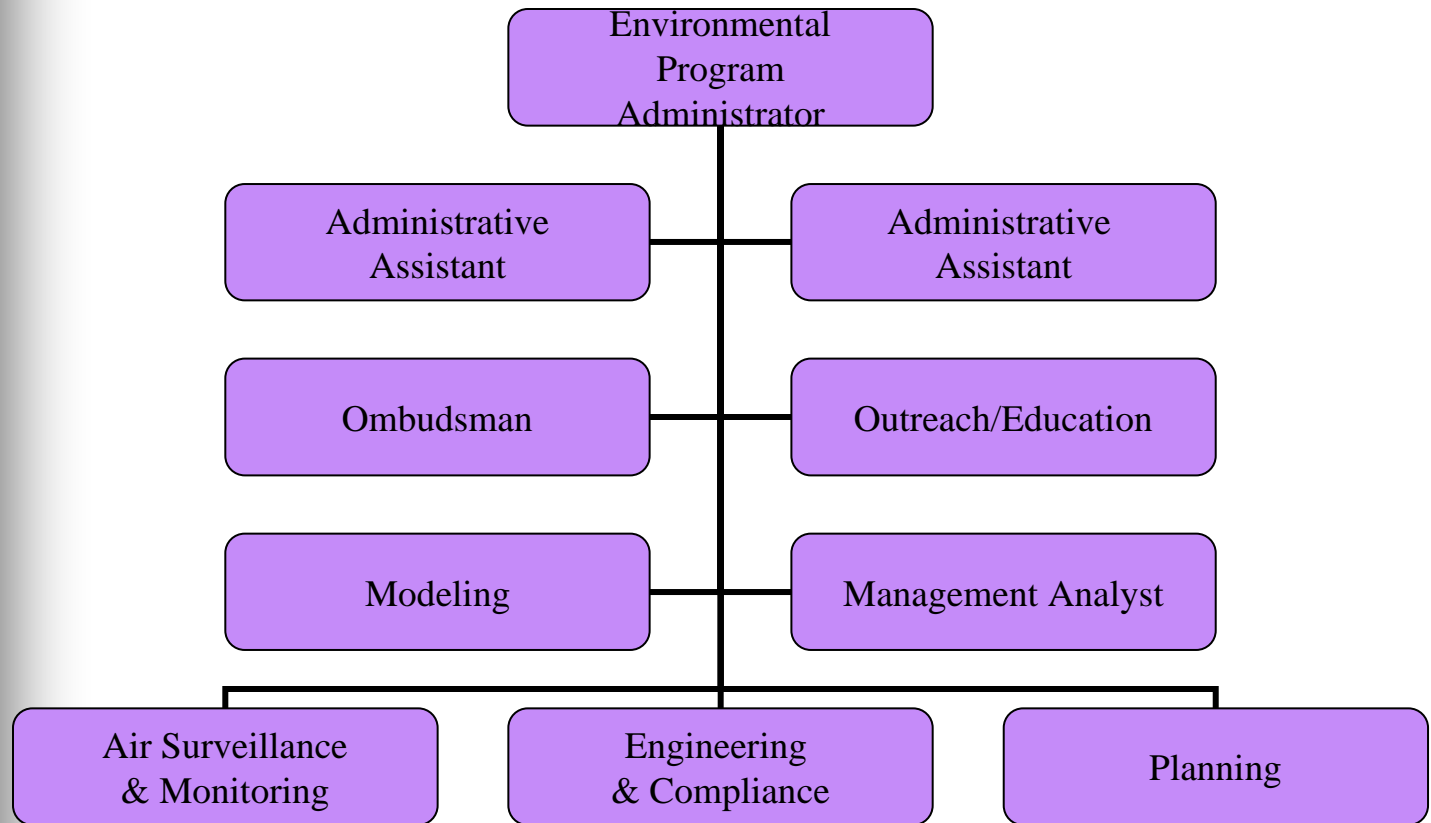 Environmental
Program
Administrator
Administrative
Assistant
Administrative
Assistant
Ombudsman
Outreach/Education
Modeling
Management Analyst
Air Surveillance
& Monitoring
Engineering
& Compliance
Planning